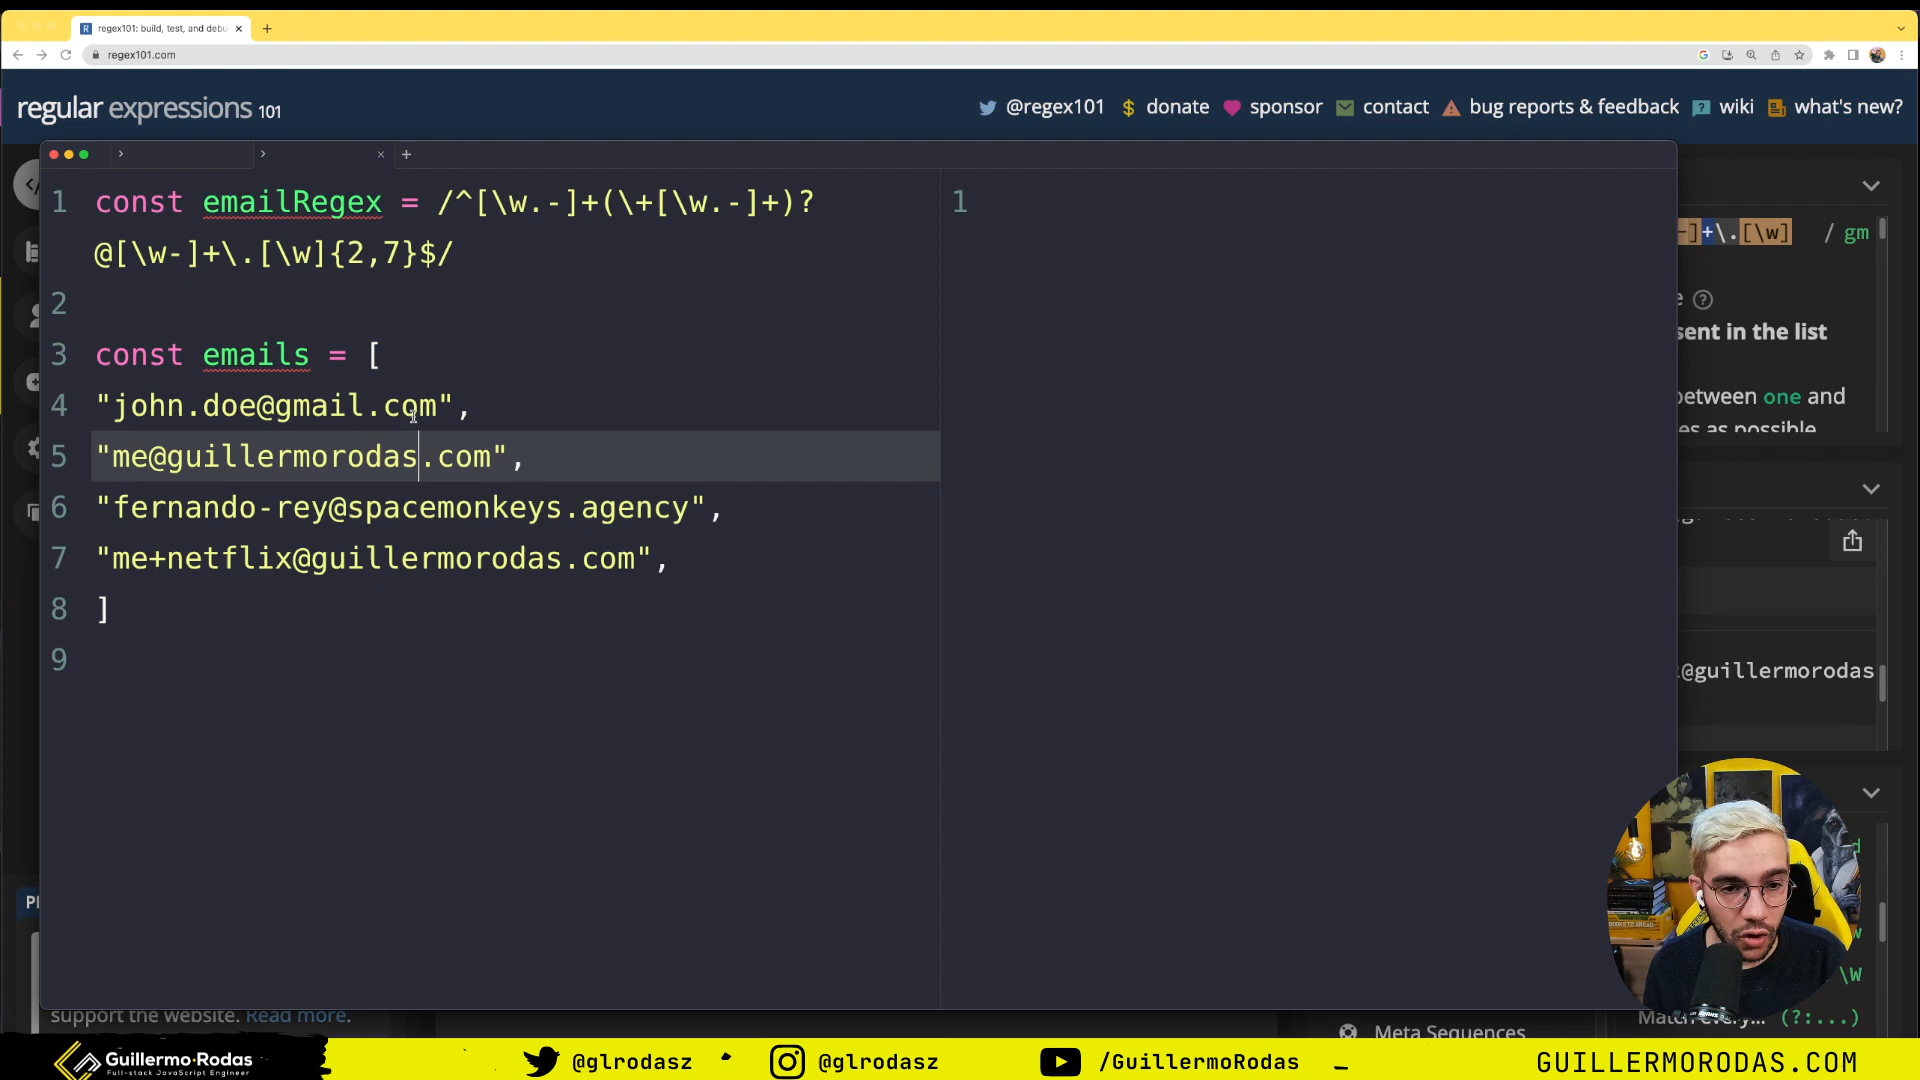 regex101: build, test, and debu
regex101.com
regular expressions 101
@regex101 donate sponsor contact bug reports & feedback wiki what's new?
1 const emailRegex = /^[\w.-]+(\+[\w.-]+)?
@[\w-]+\.[\w]{2,7}$/
2
3 const emails = [
4 "john.doe@gmail.com",
5 "me@guillermorodas.com",
6 "fernando-rey@spacemonkeys.agency",
7 "me+netflix@guillermorodas.com",
8 ]
9
1
-]+\.[\w] / gm
sent in the list
between one and
es as possible
@guillermorodas
\W
support the website. Read more.
Meta Sequences
(?:...)
Guillermo·Rodas
Full-stack JavaScript Engineer
@glrodasz
@glrodasz
/GuillermoRodas
GUILLERMORODAS.COM